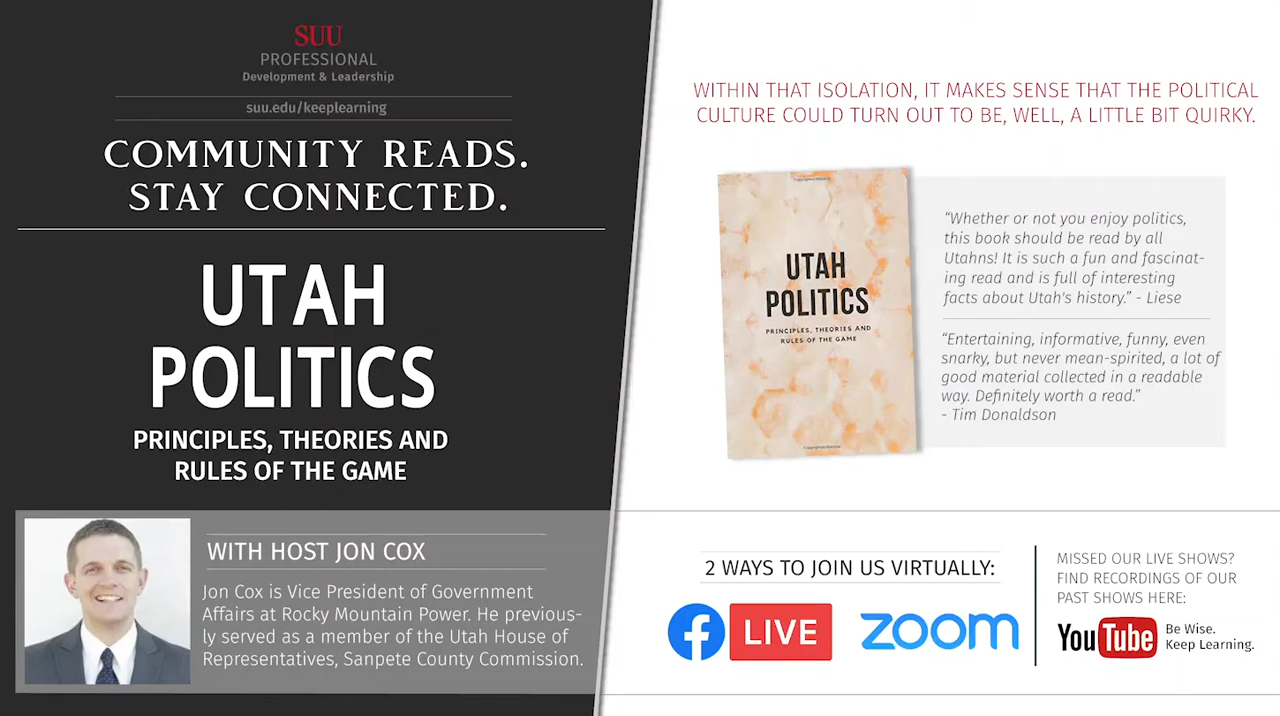 SUU
PROFESSIONAL
Development & Leadership
suu.edu/keeplearning
COMMUNITY READS.
STAY CONNECTED.
UTAH
POLITICS
PRINCIPLES, THEORIES AND
RULES OF THE GAME
WITH HOST JON COX
Jon Cox is Vice President of Government
Affairs at Rocky Mountain Power. He previous-
ly served as a member of the Utah House of
Representatives, Sanpete County Commission.
WITHIN THAT ISOLATION, IT MAKES SENSE THAT THE POLITICAL
CULTURE COULD TURN OUT TO BE, WELL, A LITTLE BIT QUIRKY.
Copyrighted Material
UTAH
POLITICS
PRINCIPLES, THEORIES AND
RULES OF THE GAME
Copyrighted Material
“Whether or not you enjoy politics,
this book should be read by all
Utahns! It is such a fun and fascinat-
ing read and is full of interesting
facts about Utah's history.” - Liese
“Entertaining, informative, funny, even
snarky, but never mean-spirited, a lot of
good material collected in a readable
way. Definitely worth a read.”
- Tim Donaldson
2 WAYS TO JOIN US VIRTUALLY:
f LIVE zoom
MISSED OUR LIVE SHOWS?
FIND RECORDINGS OF OUR
PAST SHOWS HERE:
YouTube
Be Wise.
Keep Learning.